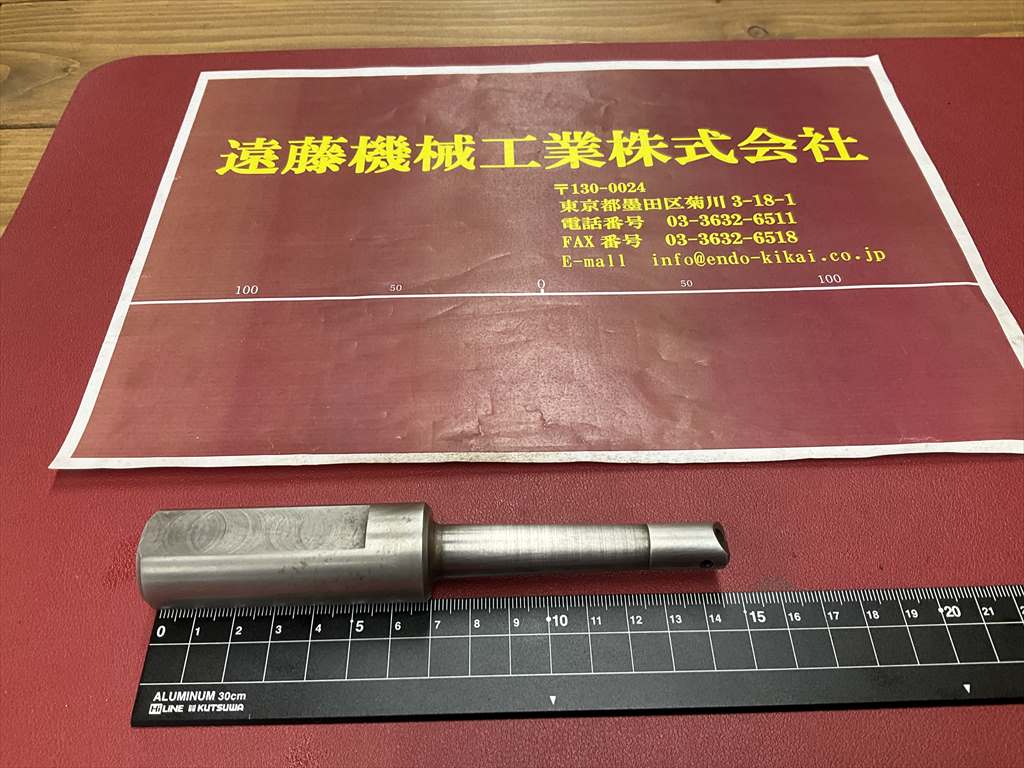 遠藤機械工業株式会社
〒130-0024
東京都墨田区菊川 3-18-1
電話番号 03-3632-6511
FAX 番号 03-3632-6518
E-mall info@endo-kikai.co.jp
100 50 0 50 100
0 1 2 3 4 5 6 7 8 9 10 11 12 13 14 15 16 17 18 19 20 21
ALUMINUM 30cm
Hi LINE KUTSUWA